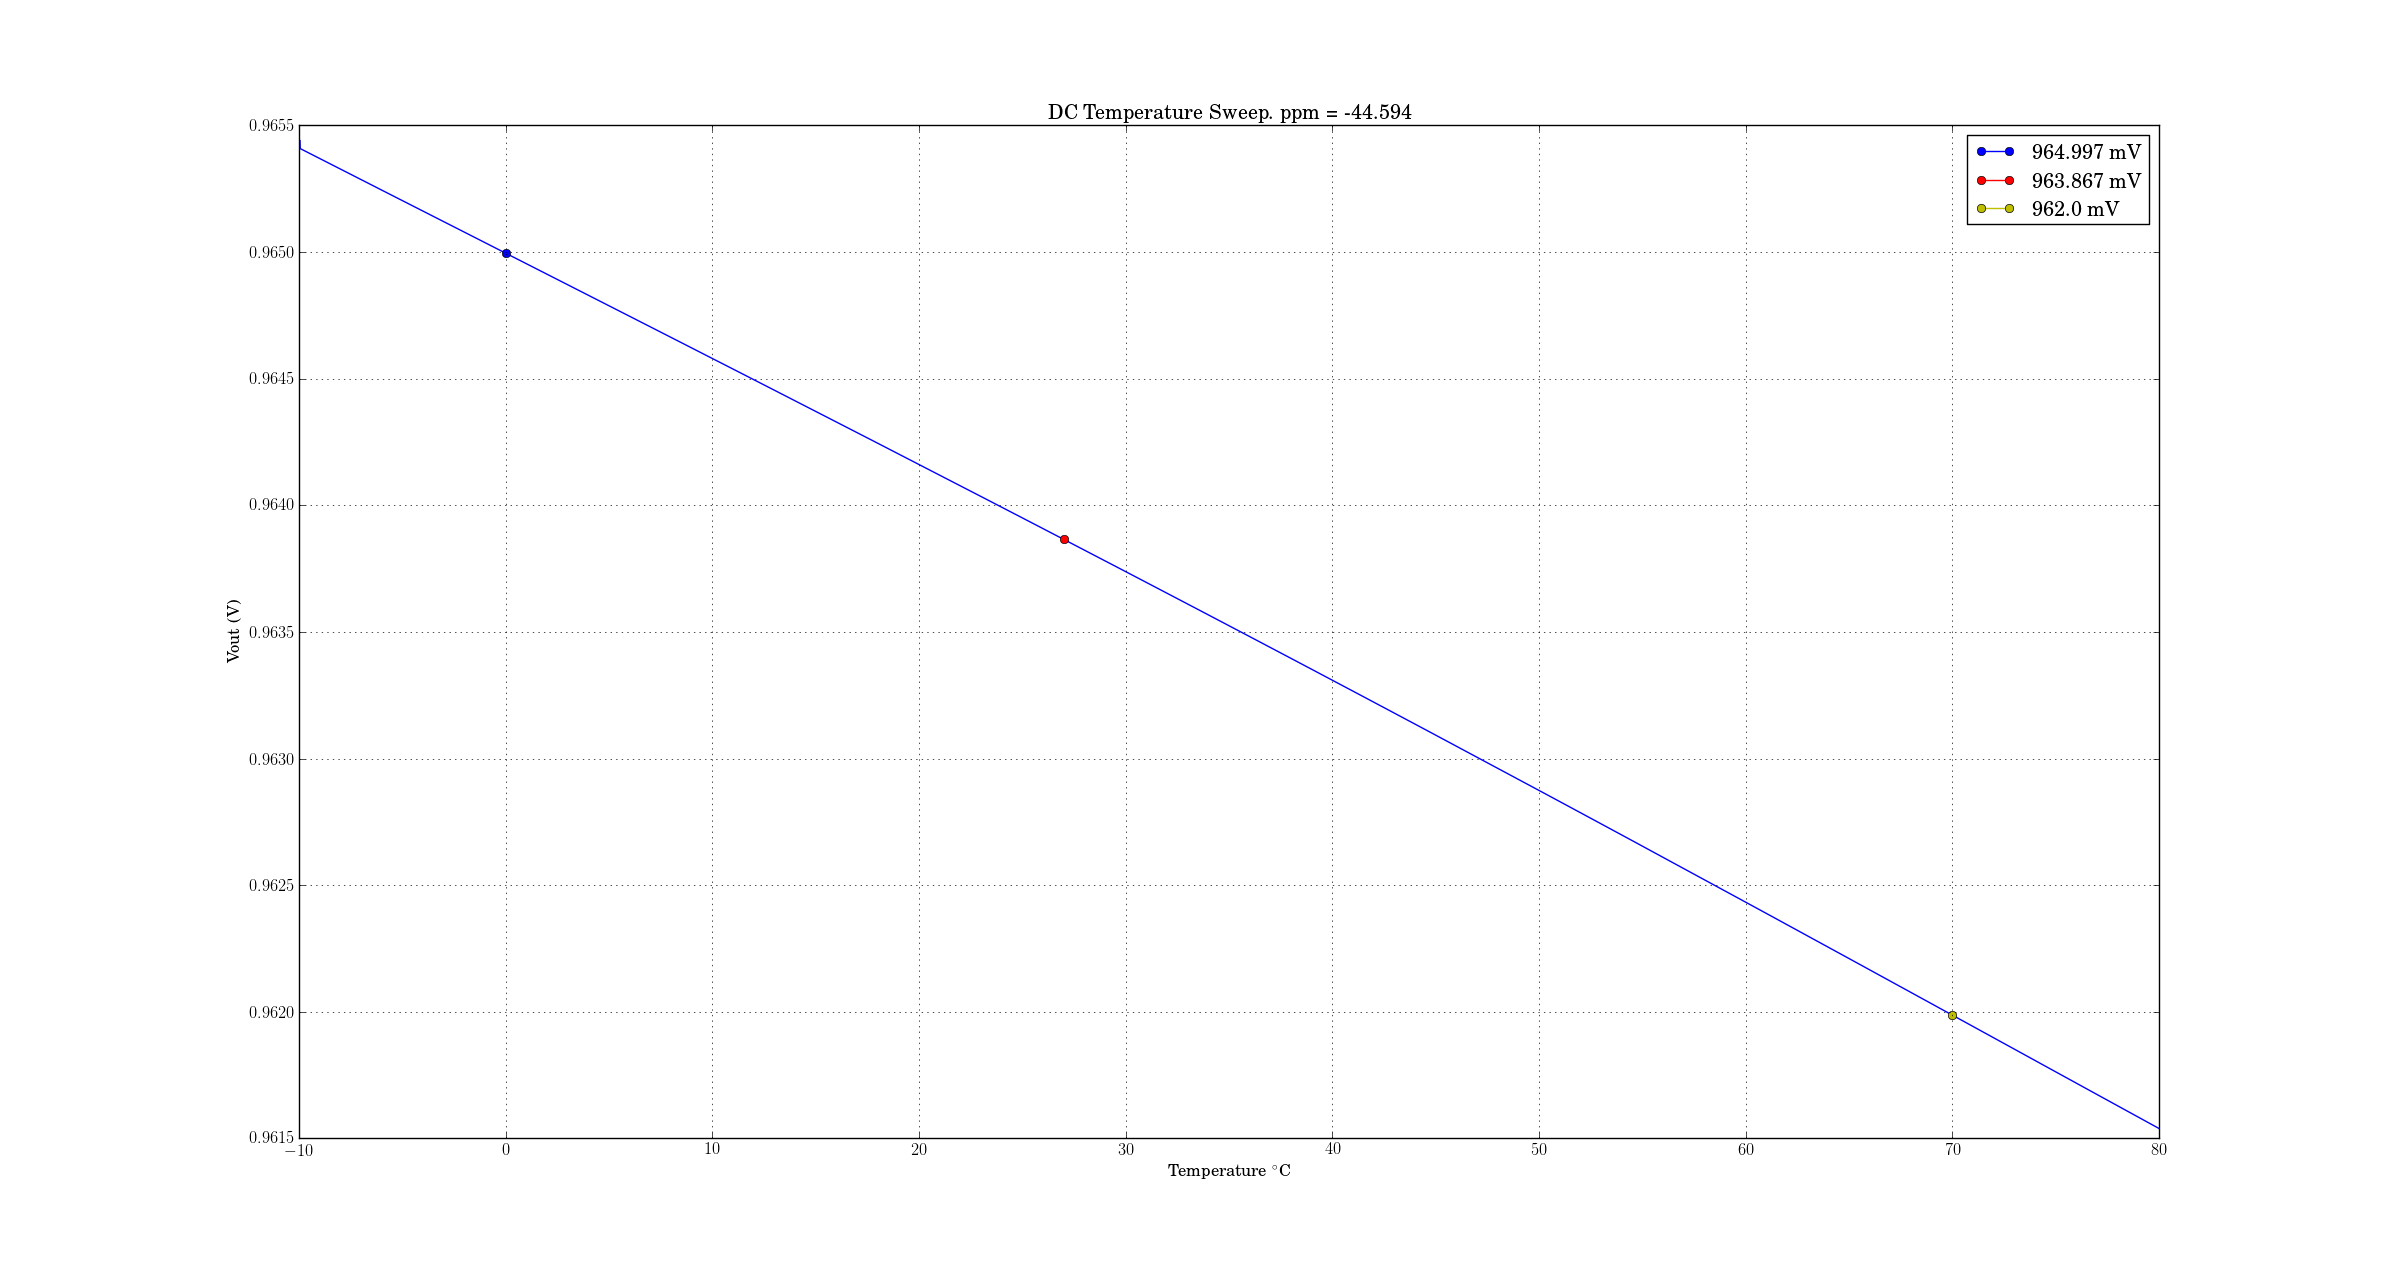 DC Temperature Sweep. ppm = -44.594
964.997 mV
963.867 mV
962.0 mV
0.9655
0.9650
0.9645
0.9640
0.9635
0.9630
0.9625
0.9620
0.9615
Vout (V)
−10 0 10 20 30 40 50 60 70 80
Temperature °C